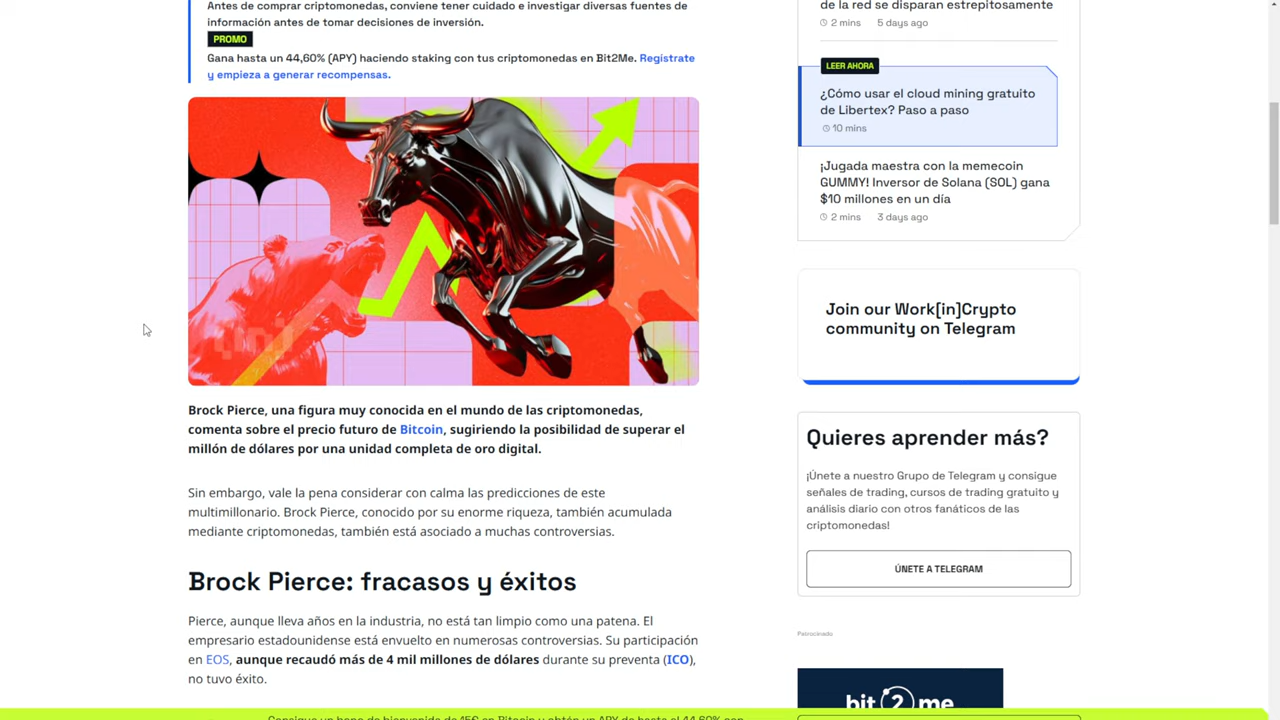 Antes de comprar criptomonedas, conviene tener cuidado e investigar diversas fuentes de
información antes de tomar decisiones de inversión.
PROMO
Gana hasta un 44,60% (APY) haciendo staking con tus criptomonedas en Bit2Me. Regístrate
y empieza a generar recompensas.
Brock Pierce, una figura muy conocida en el mundo de las criptomonedas,
comenta sobre el precio futuro de Bitcoin, sugiriendo la posibilidad de superar el
millón de dólares por una unidad completa de oro digital.
Sin embargo, vale la pena considerar con calma las predicciones de este
multimillonario. Brock Pierce, conocido por su enorme riqueza, también acumulada
mediante criptomonedas, también está asociado a muchas controversias.
Brock Pierce: fracasos y éxitos
Pierce, aunque lleva años en la industria, no está tan limpio como una patena. El
empresario estadounidense está envuelto en numerosas controversias. Su participación
en EOS, aunque recaudó más de 4 mil millones de dólares durante su preventa (ICO),
no tuvo éxito.
de la red se disparan estrepitosamente
2 mins 5 days ago
LEER AHORA
¿Cómo usar el cloud mining gratuito
de Libertex? Paso a paso
10 mins
¡Jugada maestra con la memecoin
GUMMY! Inversor de Solana (SOL) gana
$10 millones en un día
2 mins 3 days ago
Join our Work[in]Crypto
community on Telegram
Quieres aprender más?
¡Únete a nuestro Grupo de Telegram y consigue
señales de trading, cursos de trading gratuito y
análisis diario con otros fanáticos de las
criptomonedas!
ÚNETE A TELEGRAM
Patrocinado
bit2me
Consigue un bono de bienvenida de 15€ en Bitcoin y obtén un APY de hasta el 44,60% con